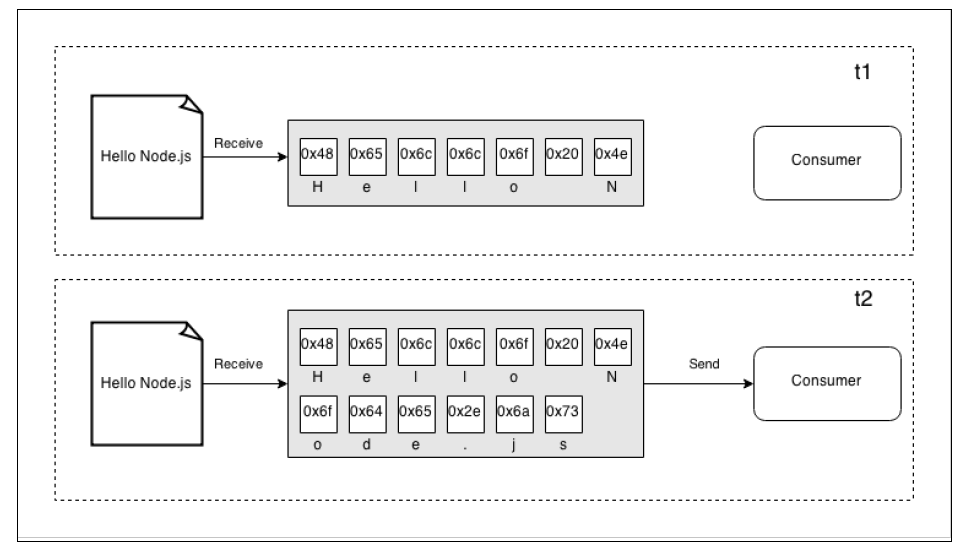 t1
Hello Node.js
Receive
0x48 0x65 0x6c 0x6c 0x6f 0x20 0x4e
H e l l o N
Consumer
t2
Hello Node.js
Receive
0x48 0x65 0x6c 0x6c 0x6f 0x20 0x4e
H e l l o N
0x6f 0x64 0x65 0x2e 0x6a 0x73
o d e . j s
Send
Consumer